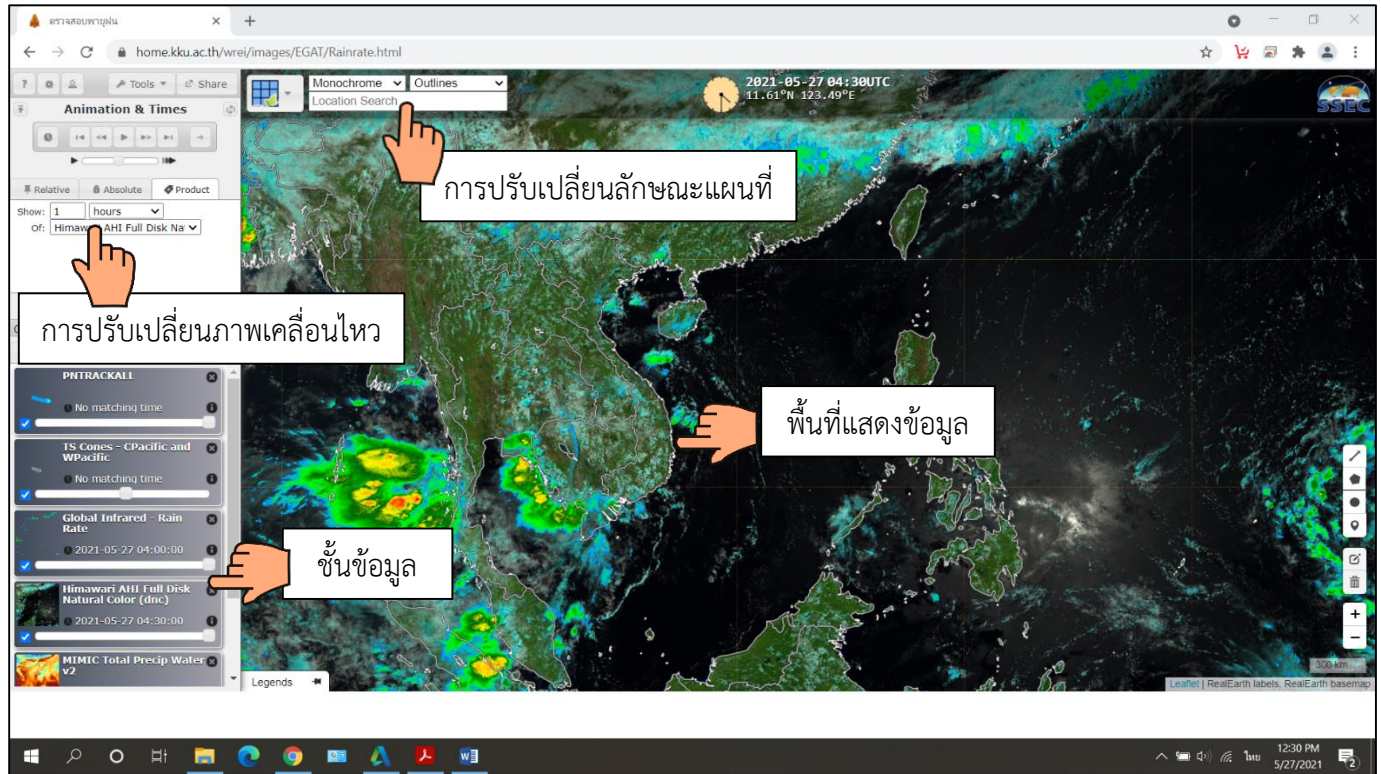 ตรวจสอบพายุฝน
home.kku.ac.th/wrei/images/EGAT/Rainrate.html
? Tools Share
Monochrome Outlines
Location Search
2021-05-27 04:30UTC
11.61°N 123.49°E
SSEC
Animation & Times
Relative Absolute Product
Show: 1 hours
Of: Himawari AHI Full Disk Na
การปรับเปลี่ยนลักษณะแผนที่
การปรับเปลี่ยนภาพเคลื่อนไหว
PNTRACKALL
No matching time
TS Cones - CPacific and
WPacific
No matching time
พื้นที่แสดงข้อมูล
Global Infrared - Rain
Rate
2021-05-27 04:00:00
ชั้นข้อมูล
Himawari AHI Full Disk
Natural Color (dnc)
2021-05-27 04:30:00
MIMIC Total Precip Water
v2
Legends
300 km
Leaflet | RealEarth labels, RealEarth basemap
ไทย
12:30 PM
5/27/2021
2